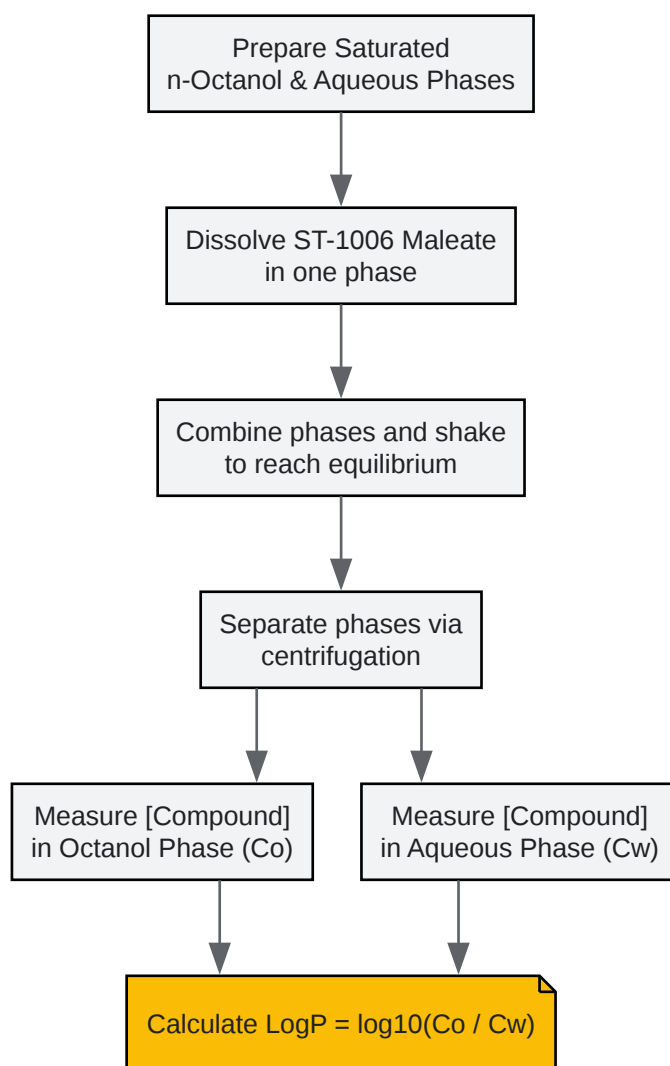 Prepare Saturated
n-Octanol & Aqueous Phases
Dissolve ST-1006 Maleate
in one phase
Combine phases and shake
to reach equilibrium
Separate phases via
centrifugation
Measure [Compound]
in Octanol Phase (Co)
Measure [Compound]
in Aqueous Phase (Cw)
Calculate LogP = log10(Co / Cw)